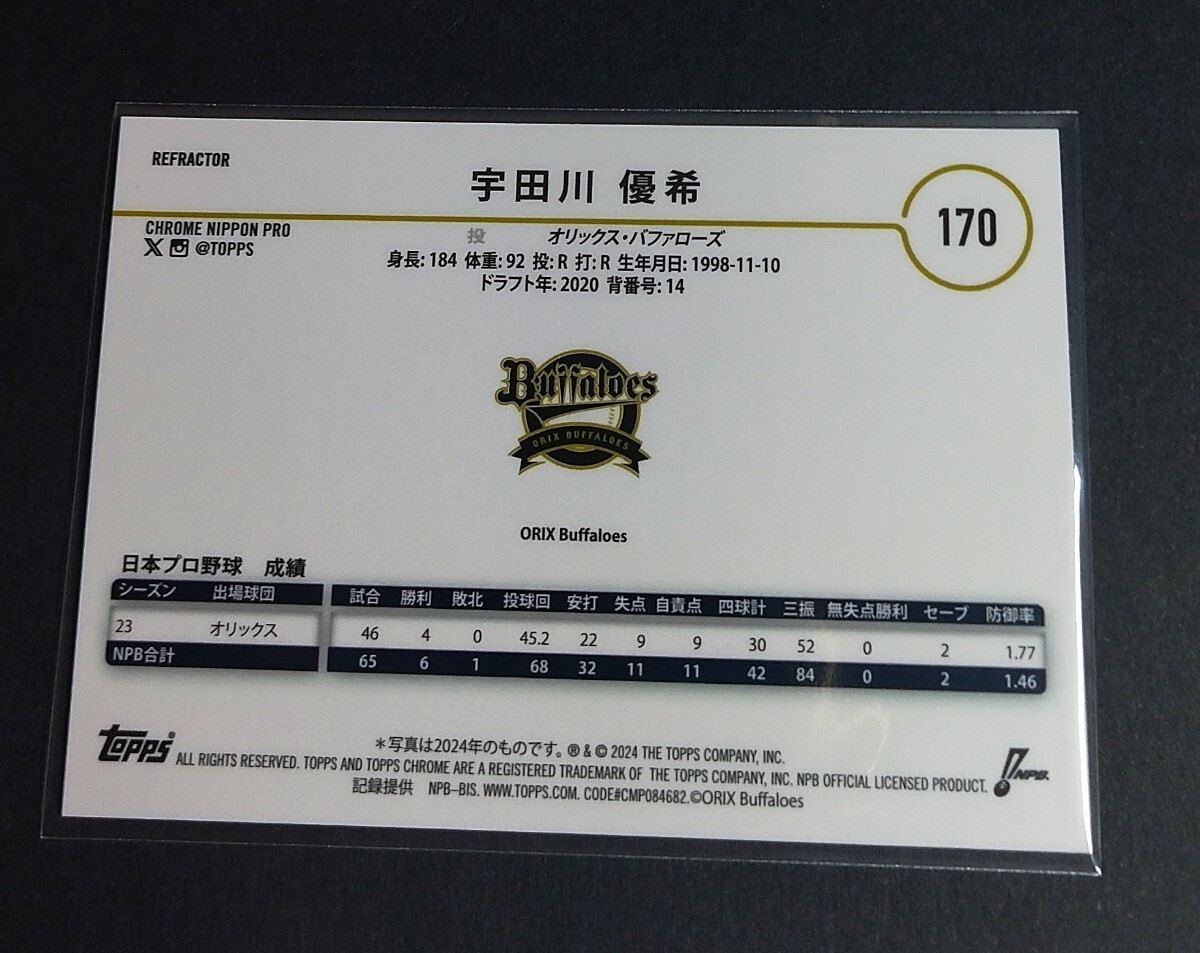 REFRACTOR
宇田川 優希
170
CHROME NIPPON PRO
@TOPPS
投 オリックス・バファローズ
身長: 184 体重: 92 投: R 打: R 生年月日: 1998-11-10
ドラフト年: 2020 背番号: 14
Buffaloes
ORIX BUFFALOES
ORIX Buffaloes
日本プロ野球 成績
シーズン 出場球団 試合 勝利 敗北 投球回 安打 失点 自責点 四球計 三振 無失点勝利 セーブ 防御率
23 オリックス 46 4 0 45.2 22 9 9 30 52 0 2 1.77
NPB合計 65 6 1 68 32 11 11 42 84 0 2 1.46
topps
＊写真は2024年のものです。® & © 2024 THE TOPPS COMPANY, INC.
ALL RIGHTS RESERVED. TOPPS AND TOPPS CHROME ARE A REGISTERED TRADEMARK OF THE TOPPS COMPANY, INC. NPB OFFICIAL LICENSED PRODUCT.
記録提供 NPB-BIS. WWW.TOPPS.COM. CODE#CMP084682.©ORIX Buffaloes
NPB.